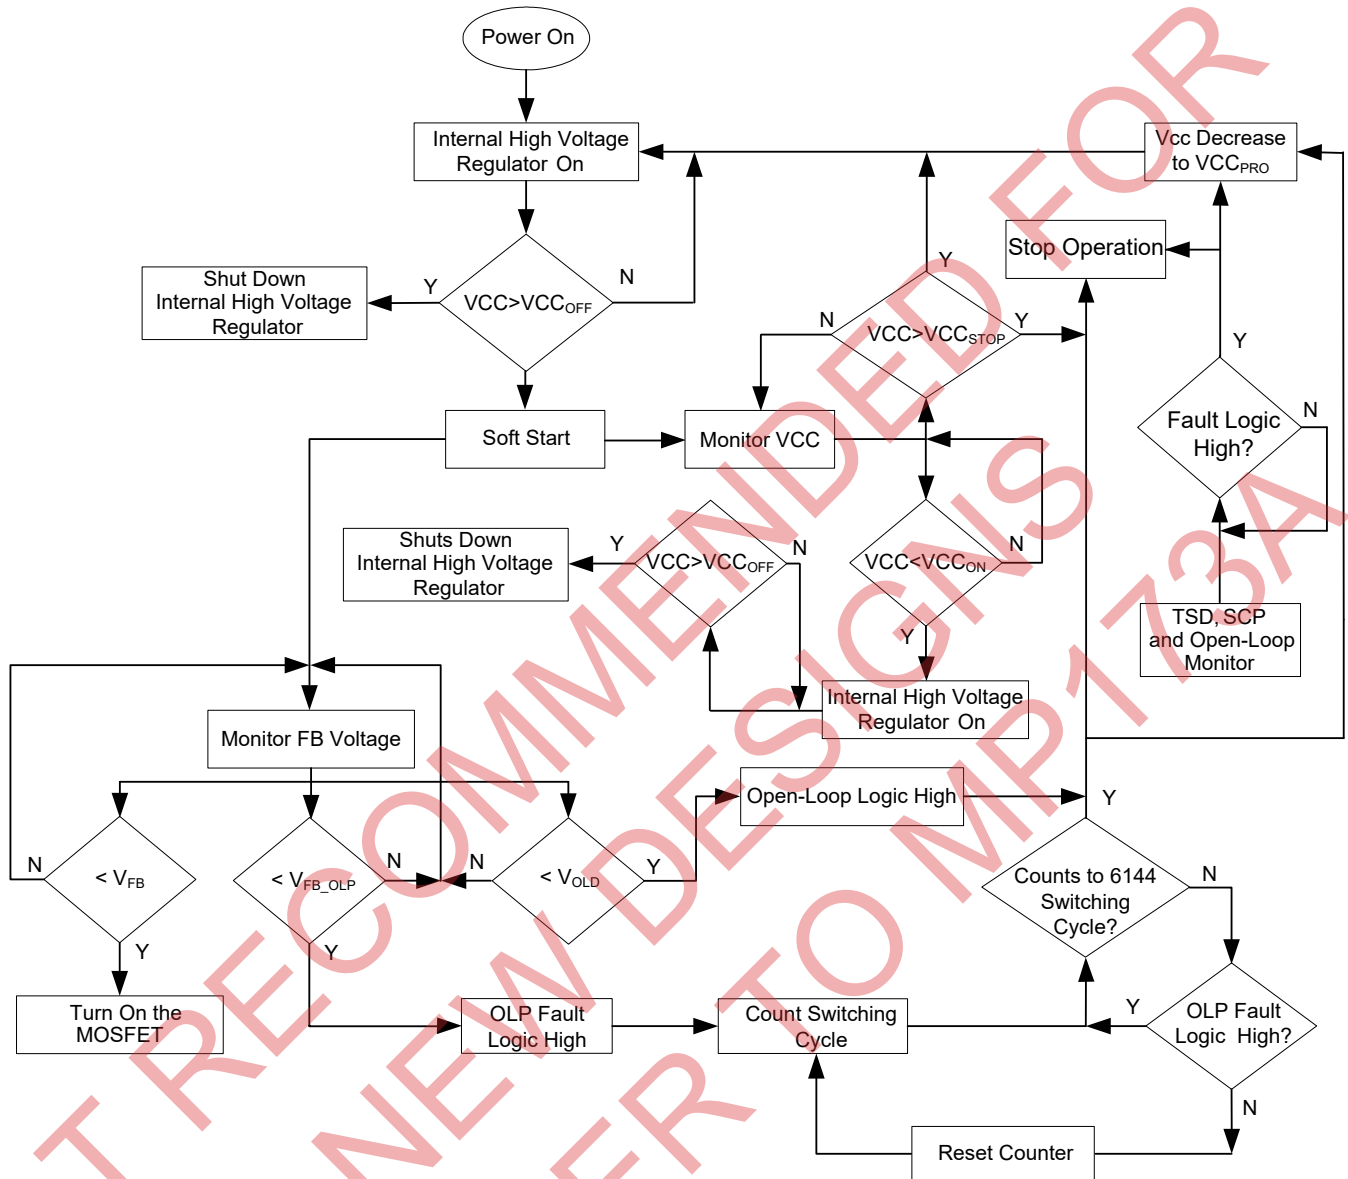 Power On
Internal High Voltage
Regulator On
Vcc Decrease
to VCCPRO
Stop Operation
Shut Down
Internal High Voltage
Regulator
Y
VCC>VCCOFF
N
Y
N
VCC>VCCSTOP
Y
Y
Fault Logic
High?
N
Soft Start
Monitor VCC
Shuts Down
Internal High Voltage
Regulator
Y
VCC>VCCOFF
N
VCC<VCCON
N
Y
TSD, SCP
and Open-Loop
Monitor
Internal High Voltage
Regulator On
Monitor FB Voltage
Open-Loop Logic High
Y
N
< VFB
Y
< VFB_OLP
N
Y
N
< VOLD
Y
Counts to 6144
Switching
Cycle?
N
Turn On the
MOSFET
OLP Fault
Logic High
Count Switching
Cycle
Y
OLP Fault
Logic High?
N
Reset Counter
T RECOMMENDED FOR
NEW DESIGNS
ER TO MP173A